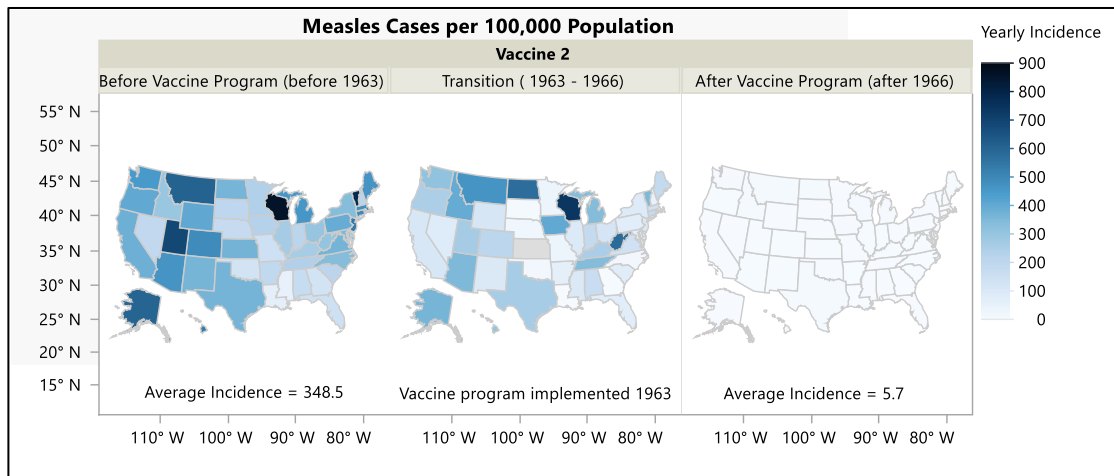 Measles Cases per 100,000 Population
Yearly Incidence
Vaccine 2
Before Vaccine Program (before 1963)
Transition ( 1963 - 1966)
After Vaccine Program (after 1966)
900
800
700
600
500
400
300
200
100
0
55° N
50° N
45° N
40° N
35° N
30° N
25° N
20° N
15° N
Average Incidence = 348.5
Vaccine program implemented 1963
Average Incidence = 5.7
110° W 100° W 90° W 80° W
110° W 100° W 90° W 80° W
110° W 100° W 90° W 80° W